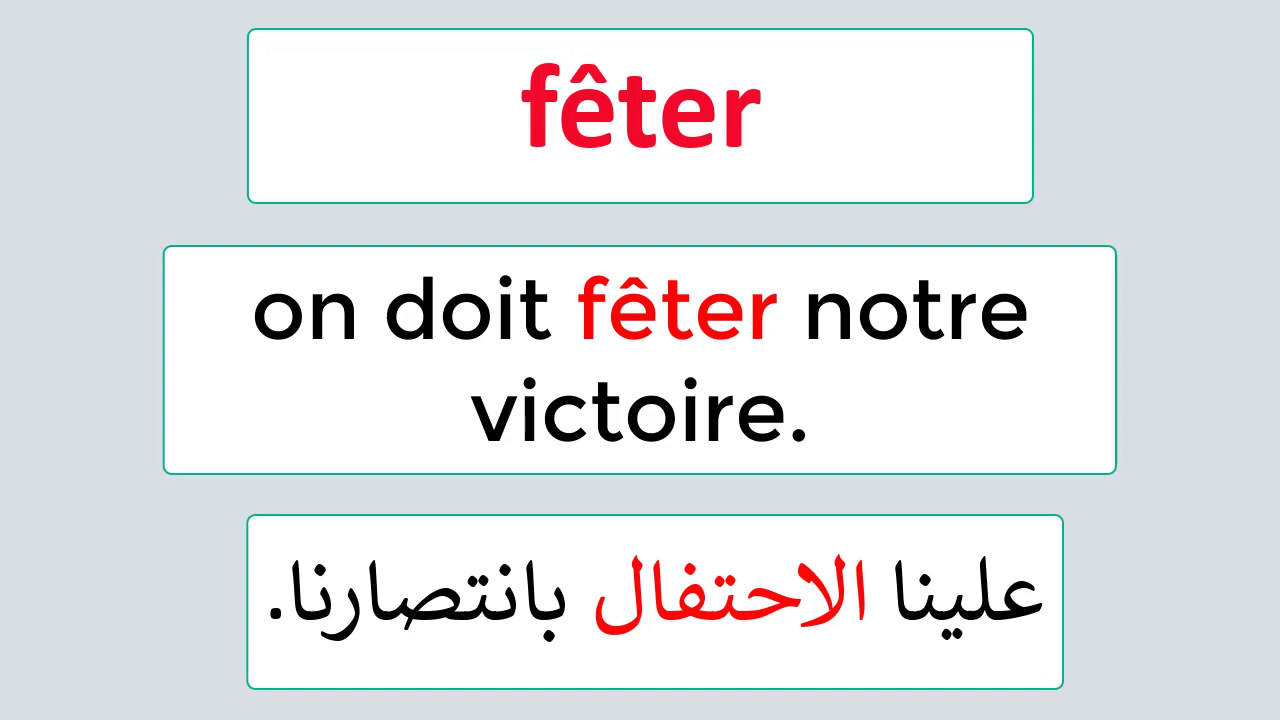 fêter
on doit fêter notre
victoire.
علينا الاحتفال بانتصارنا.